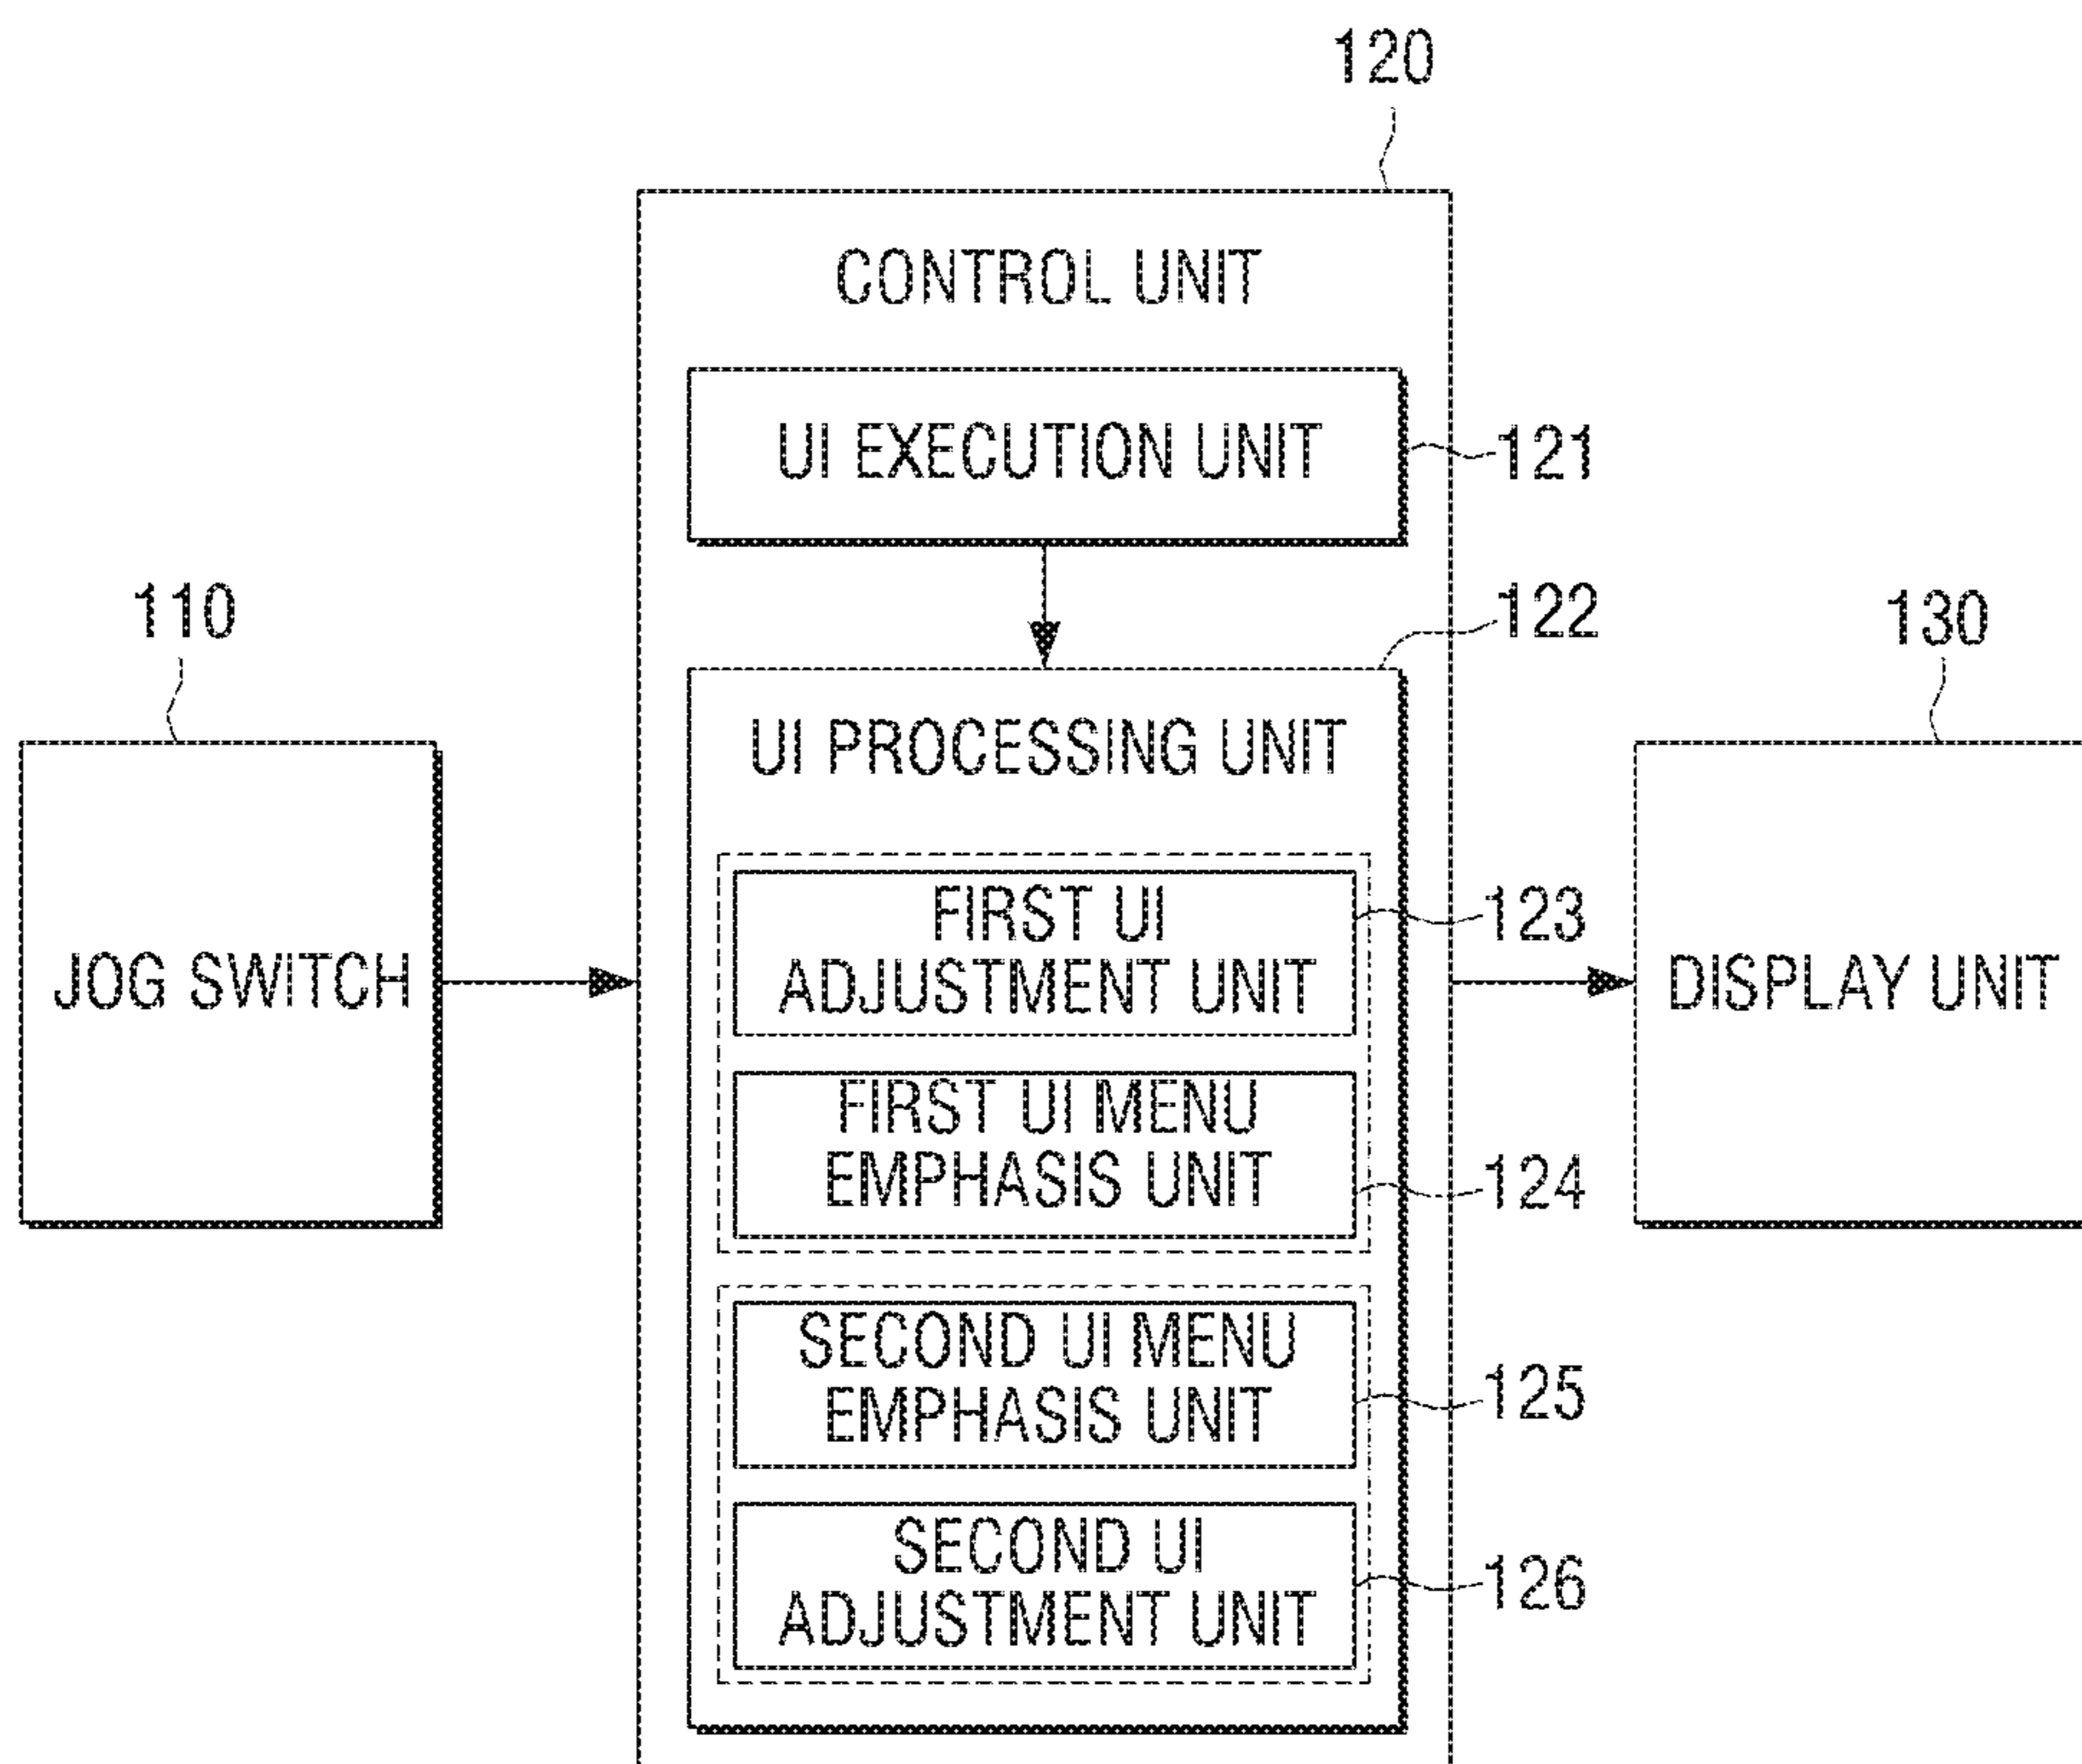 120
CONTROL UNIT
UI EXECUTION UNIT
121
110
122
130
UI PROCESSING UNIT
JOG SWITCH
FIRST UI
ADJUSTMENT UNIT
123
DISPLAY UNIT
FIRST UI MENU
EMPHASIS UNIT
124
SECOND UI MENU
EMPHASIS UNIT
125
SECOND UI
ADJUSTMENT UNIT
126